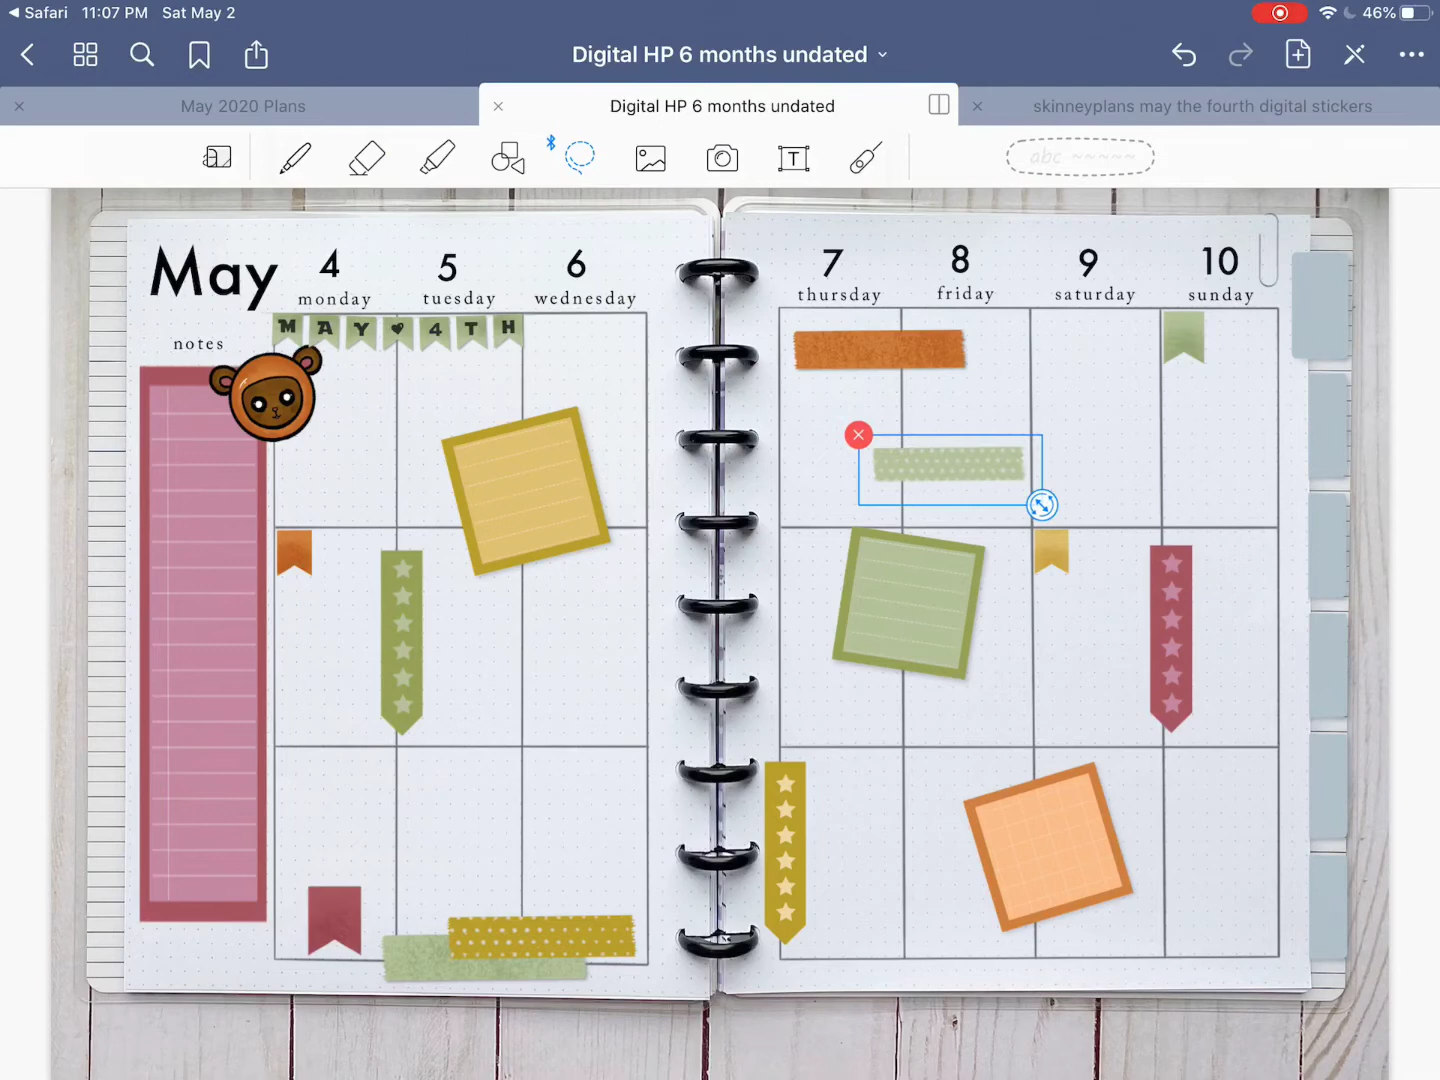 Safari 11:07 PM Sat May 2
46%
Digital HP 6 months undated
May 2020 Plans
Digital HP 6 months undated
skinneyplans may the fourth digital stickers
T
abc
May
4
5
6
7
8
9
10
monday
tuesday
wednesday
thursday
friday
saturday
sunday
notes
MAY 4TH